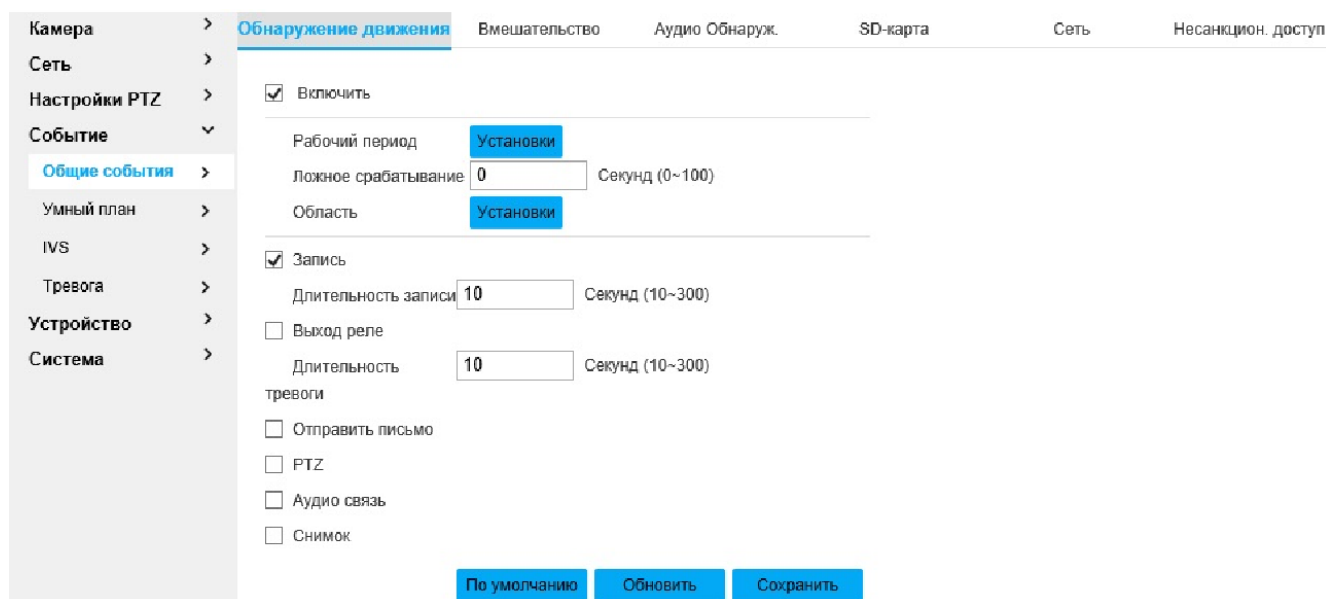 Камера
Сеть
Настройки PTZ
Событие
Общие события
Умный план
IVS
Тревога
Устройство
Система
Обнаружение движения Вмешательство Аудио Обнаруж. SD-карта Сеть Несанкцион. доступ
Включить
Рабочий период Установки
Ложное срабатывание 0 Секунд (0~100)
Область Установки
Запись
Длительность записи 10 Секунд (10~300)
Выход реле
Длительность 10 Секунд (10~300)
тревоги
Отправить письмо
PTZ
Аудио связь
Снимок
По умолчанию Обновить Сохранить